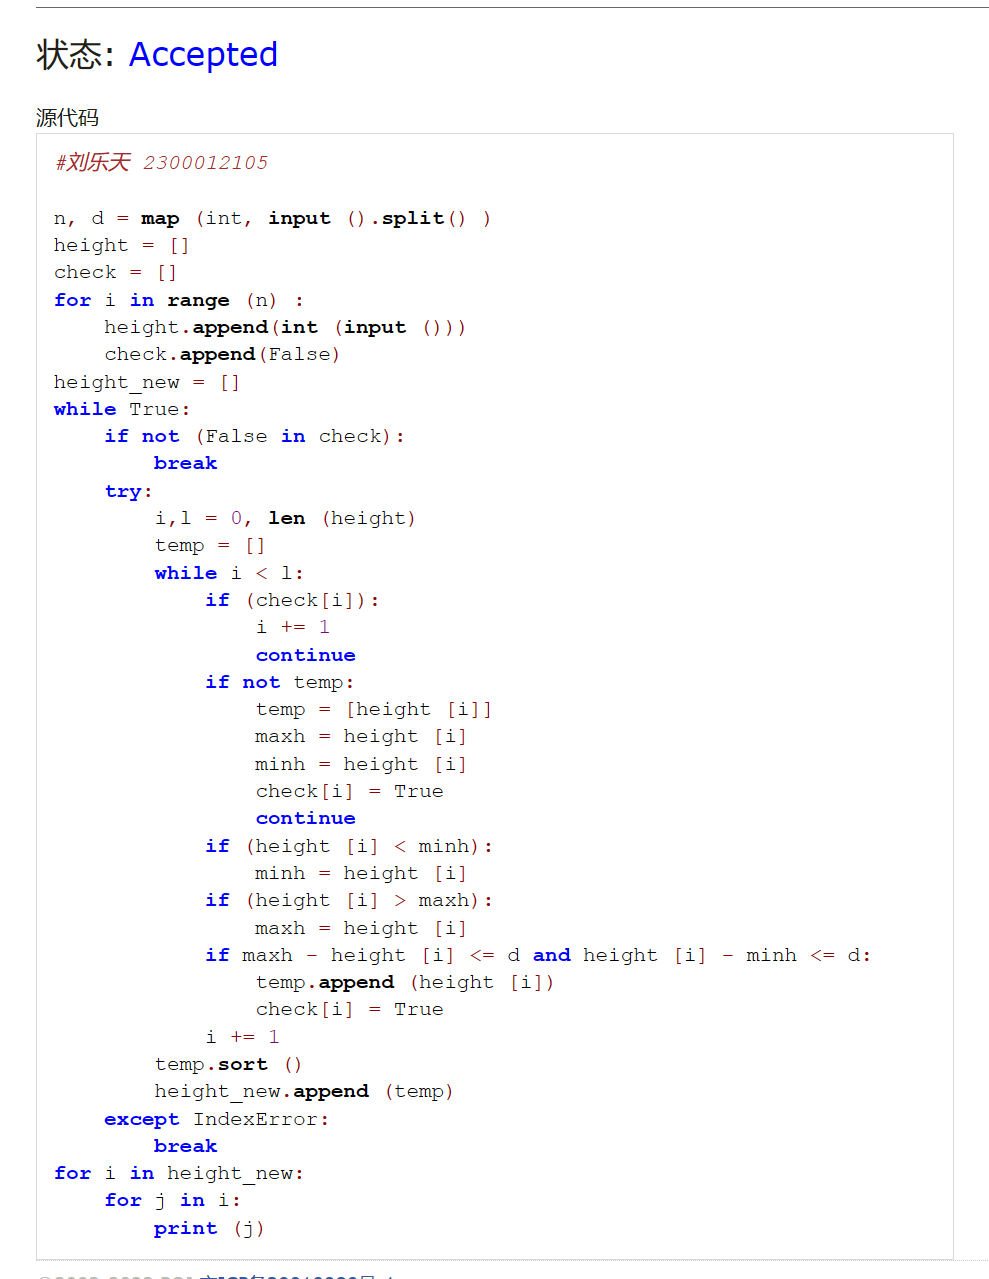 状态: Accepted
源代码
#刘乐天 2300012105
n, d = map (int, input ().split() )
height = []
check = []
for i in range (n) :
    height.append(int (input ()))
    check.append(False)
height_new = []
while True:
    if not (False in check):
        break
    try:
        i,l = 0, len (height)
        temp = []
        while i < l:
            if (check[i]):
                i += 1
                continue
            if not temp:
                temp = [height [i]]
                maxh = height [i]
                minh = height [i]
                check[i] = True
                continue
            if (height [i] < minh):
                minh = height [i]
            if (height [i] > maxh):
                maxh = height [i]
            if maxh - height [i] <= d and height [i] - minh <= d:
                temp.append (height [i])
                check[i] = True
            i += 1
        temp.sort ()
        height_new.append (temp)
    except IndexError:
        break
for i in height_new:
    for j in i:
        print (j)